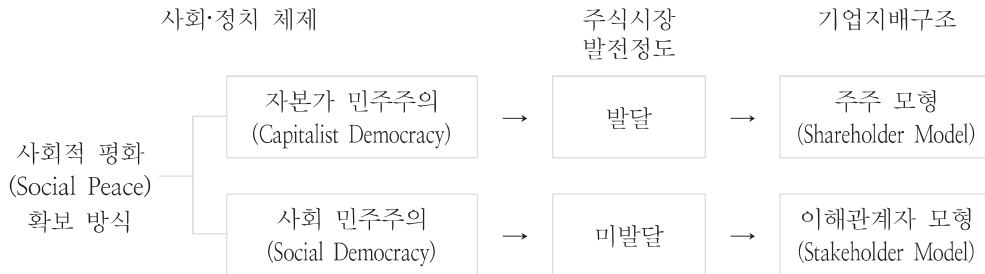 사회·정치 체제
주식시장
발전정도
기업지배구조
사회적 평화
(Social Peace)
확보 방식
자본가 민주주의
(Capitalist Democracy)
→
발달
→
주주 모형
(Shareholder Model)
사회 민주주의
(Social Democracy)
→
미발달
→
이해관계자 모형
(Stakeholder Model)